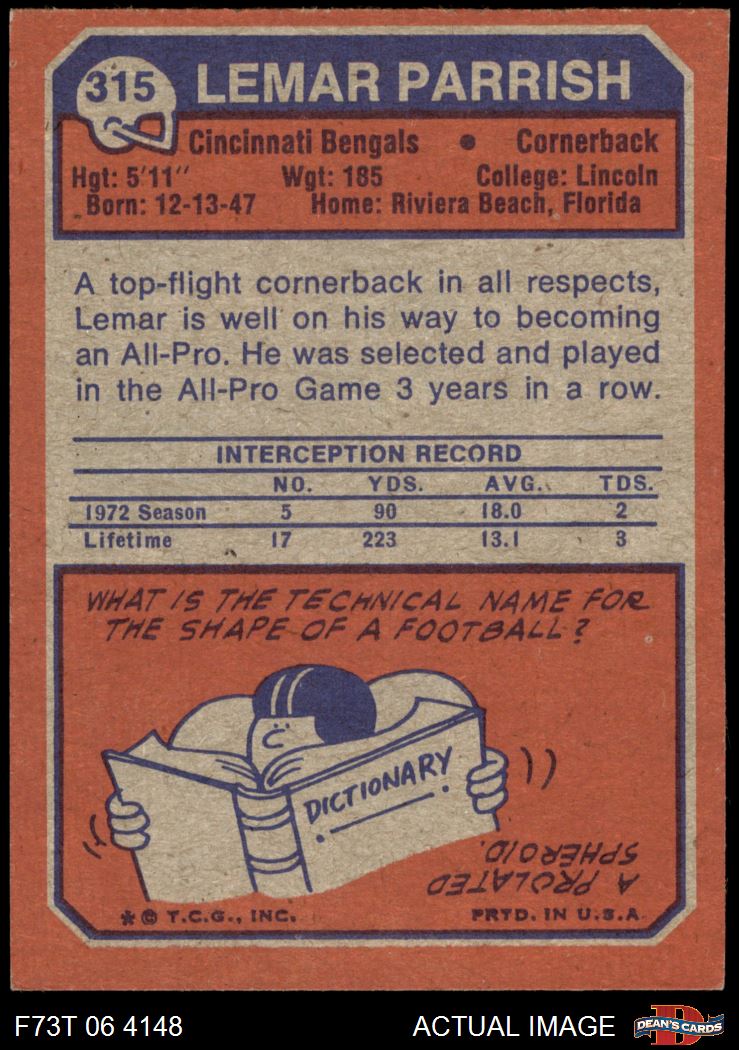 315
LEMAR PARRISH
Cincinnati Bengals • Cornerback
Hgt: 5'11" Wgt: 185 College: Lincoln
Born: 12-13-47 Home: Riviera Beach, Florida
A top-flight cornerback in all respects,
Lemar is well on his way to becoming
an All-Pro. He was selected and played
in the All-Pro Game 3 years in a row.
INTERCEPTION RECORD
NO. YDS. AVG. TDS.
1972 Season 5 90 18.0 2
Lifetime 17 223 13.1 3
WHAT IS THE TECHNICAL NAME FOR
THE SHAPE OF A FOOTBALL?
DICTIONARY
A PROLATED
SPHEROID.
* © T.C.G., INC. PRTD. IN U.S.A.
F73T 06 4148 ACTUAL IMAGE
D
DEAN'S CARDS